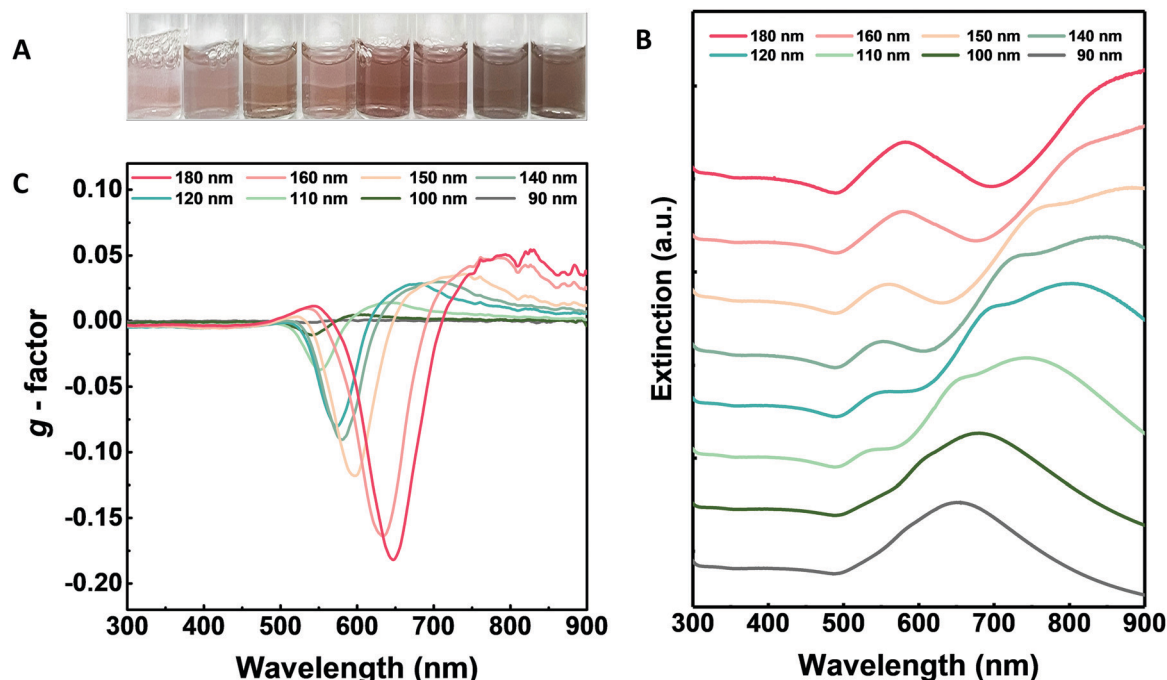 A
B
180 nm 160 nm 150 nm 140 nm
120 nm 110 nm 100 nm 90 nm
Extinction (a.u.)
300 400 500 600 700 800 900
Wavelength (nm)
C
180 nm 160 nm 150 nm 140 nm
120 nm 110 nm 100 nm 90 nm
0.10
0.05
0.00
-0.05
-0.10
-0.15
-0.20
g - factor
300 400 500 600 700 800 900
Wavelength (nm)